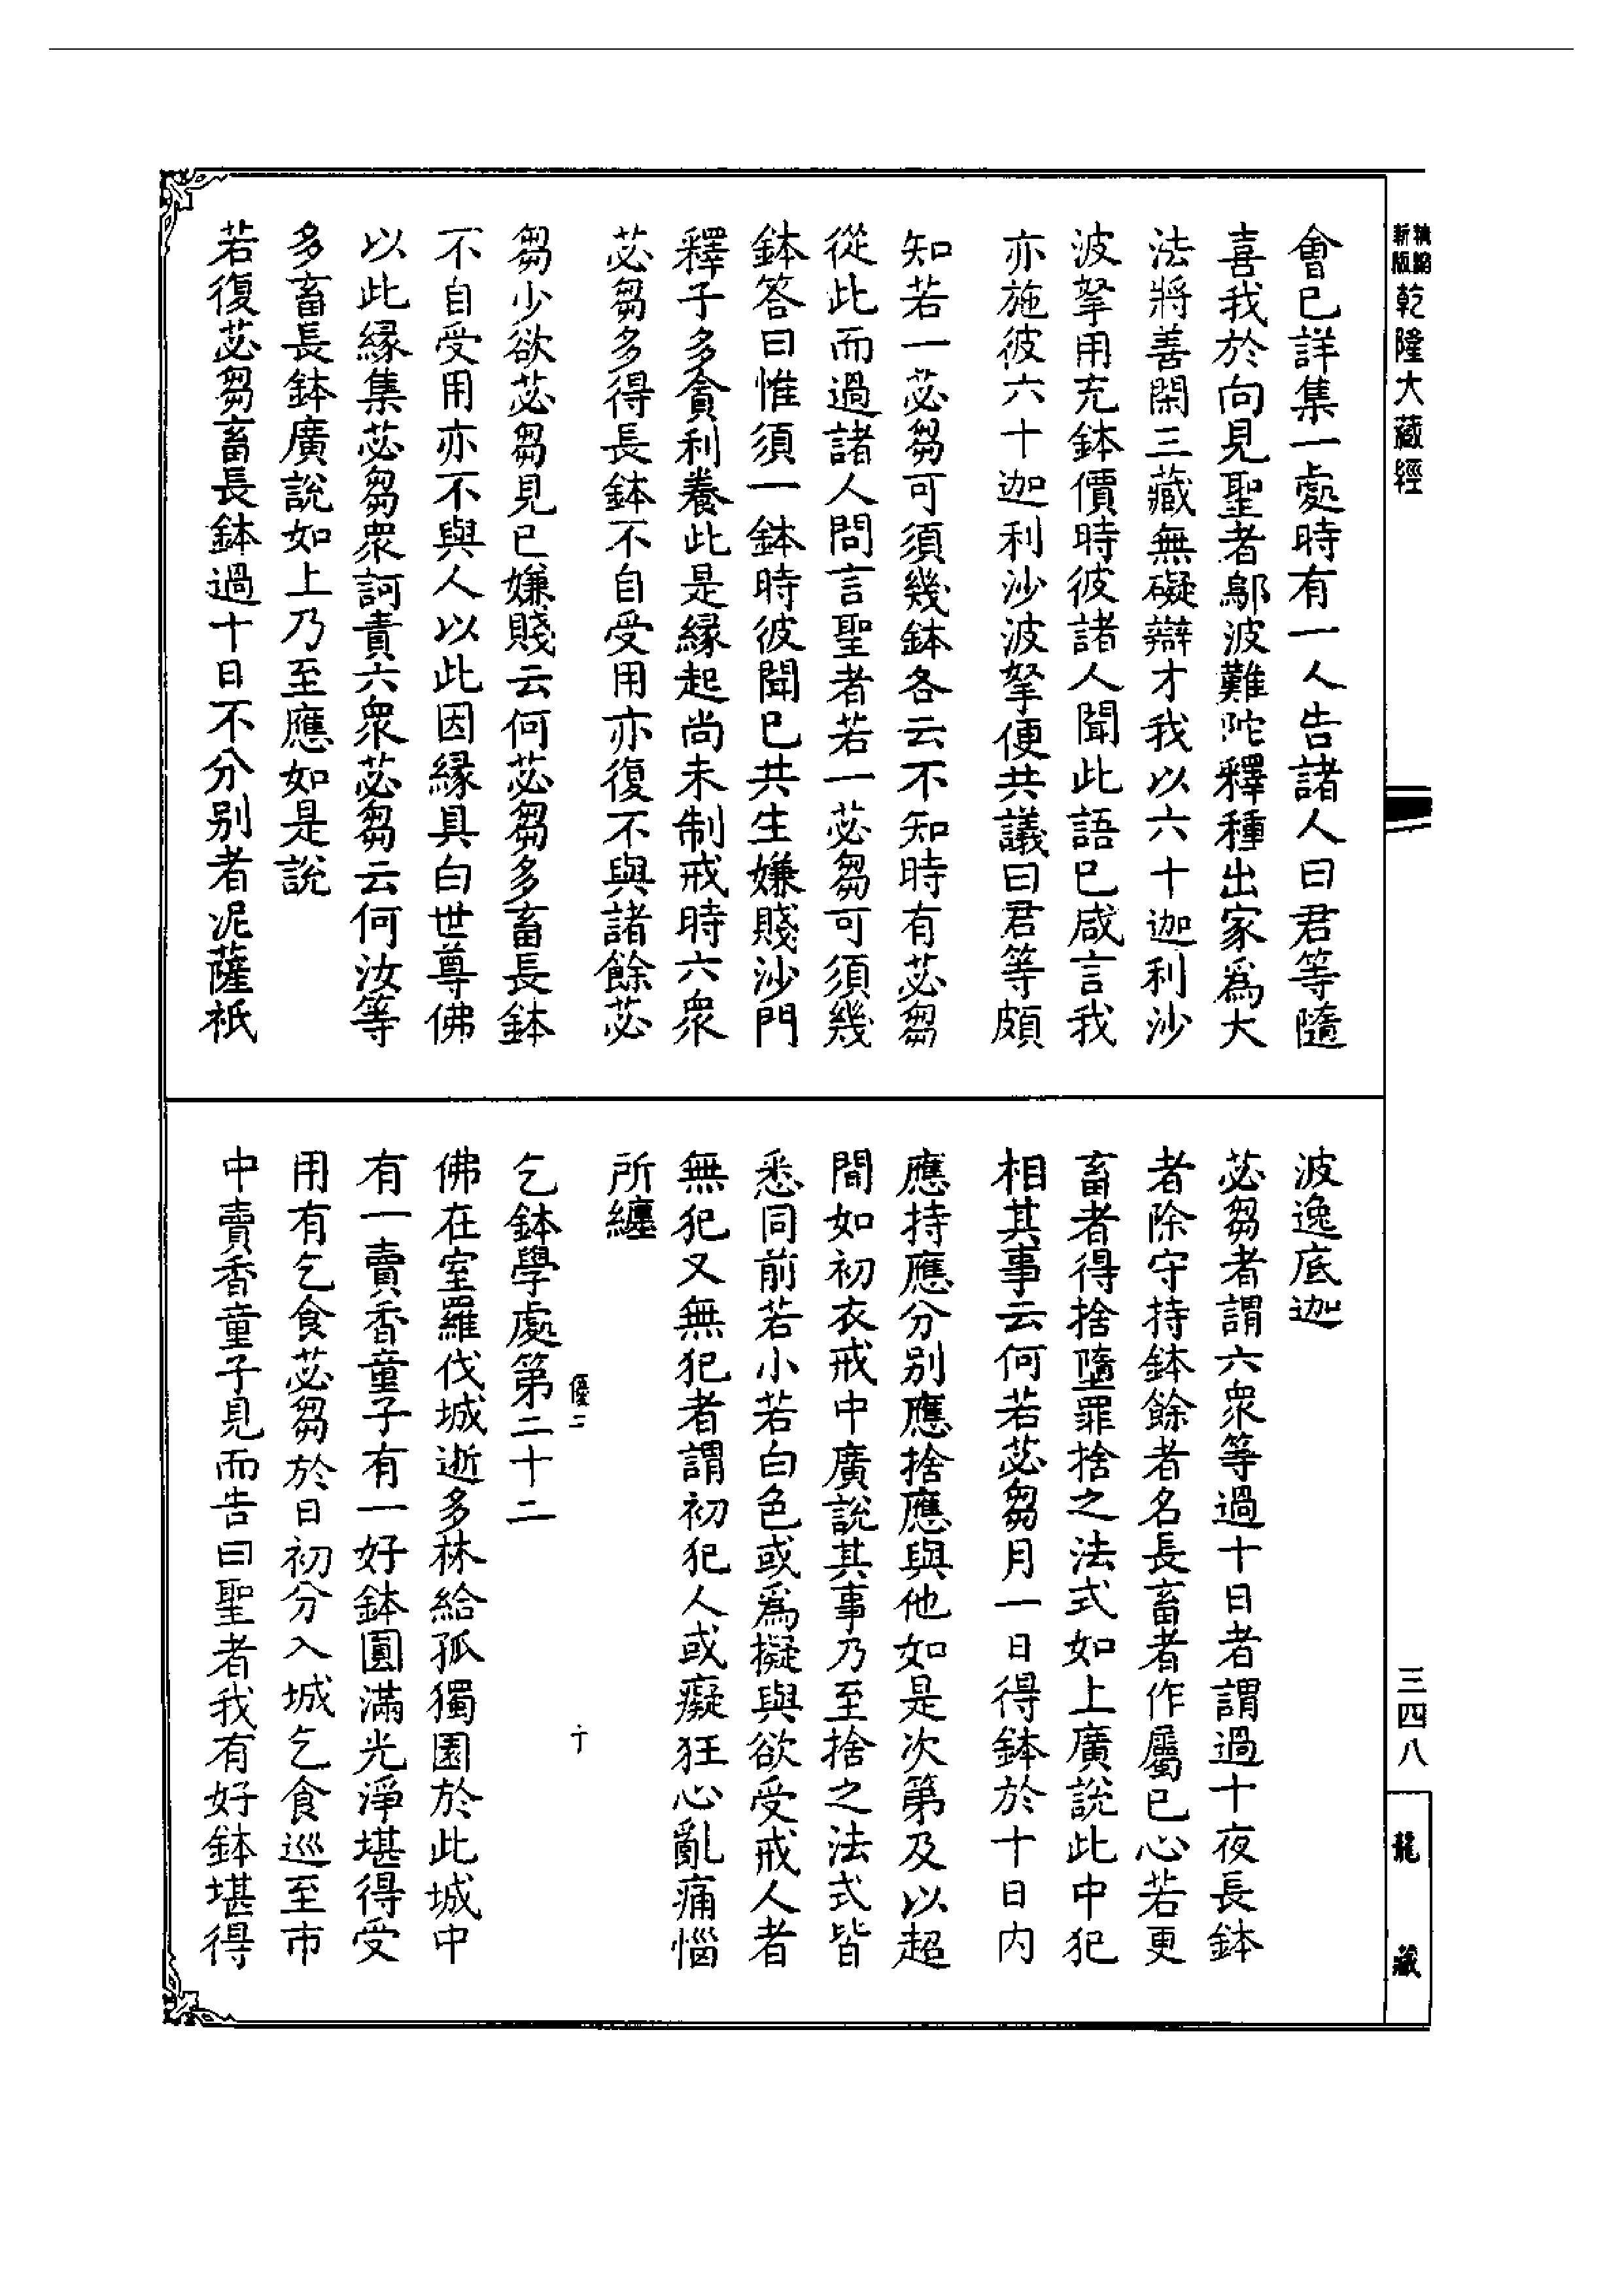 新版精縮乾隆大藏經
會已詳集一處時有一人告諸人曰君等隨
喜我於向見聖者鄔波難陀釋種出家為大
法將善閑三藏無礙辯才我以六十迦利沙
波拏用充鉢價時彼諸人聞此語已咸言我
亦施彼六十迦利沙波拏便共議曰君等頗
知若一苾芻可須幾鉢各云不知時有苾芻
從此而過諸人問言聖者若一苾芻可須幾
鉢答曰惟須一鉢時彼聞已共生嫌賤沙門
釋子多貪利養此是緣起尚未制戒時六眾
苾芻多得長鉢不自受用亦復不與諸餘苾
芻少欲苾芻見已嫌賤云何苾芻多畜長鉢
不自受用亦不與人以此因緣具白世尊佛
以此緣集苾芻眾訶責六眾苾芻云何汝等
多畜長鉢廣說如上乃至應如是說
若復苾芻畜長鉢過十日不分別者泥薩祇
波逸底迦
苾芻者謂六眾等過十日者謂過十夜長鉢
者除守持鉢餘者名長畜者作屬已心若更
畜者得捨墮罪捨之法式如上廣說此中犯
相其事云何若苾芻月一日得鉢於十日內
應持應分別應捨應與他如是次第及以超
間如初衣戒中廣說其事乃至捨之法式皆
悉同前若小若白色或為擬與欲受戒人者
無犯又無犯者謂初犯人或癡狂心亂痛惱
所纏
優三
十
乞鉢學處第二十二
佛在室羅伐城逝多林給孤獨園於此城中
有一賣香童子有一好鉢圓滿光淨堪得受
用有乞食苾芻於日初分入城乞食巡至市
中賣香童子見而告曰聖者我有好鉢堪得
三四八
龍藏